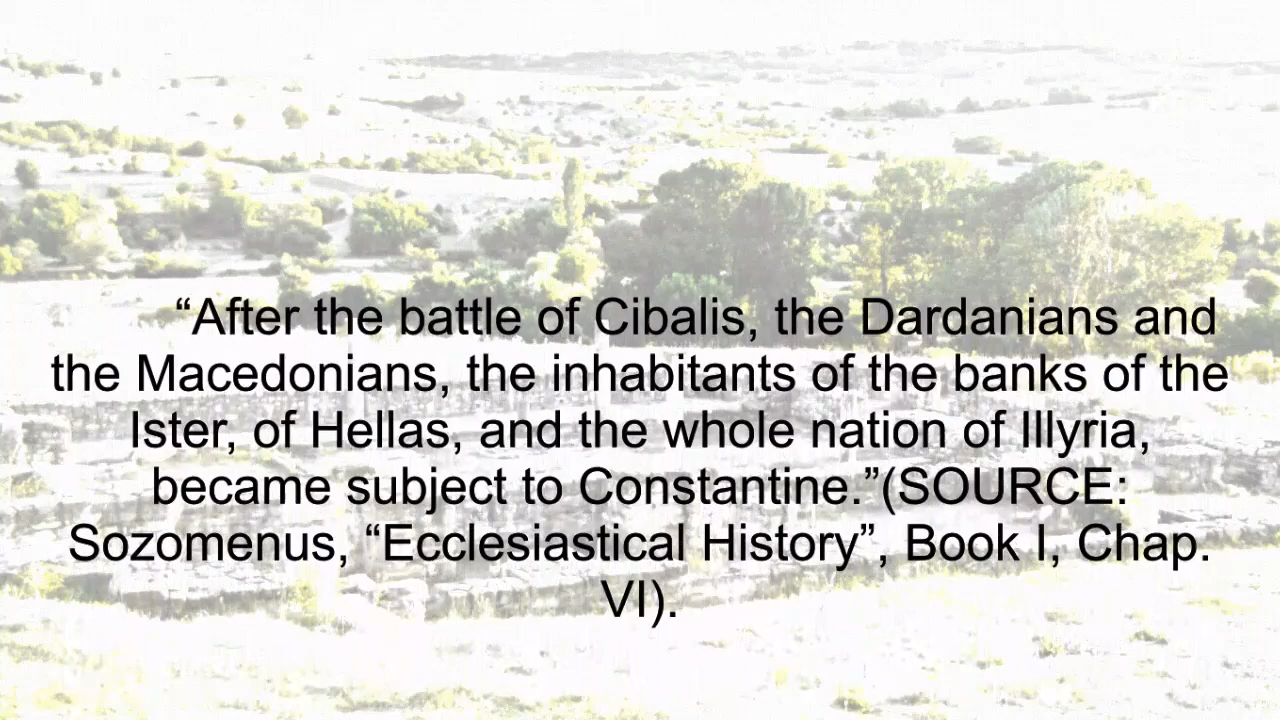 “After the battle of Cibalis, the Dardanians and
the Macedonians, the inhabitants of the banks of the
Ister, of Hellas, and the whole nation of Illyria,
became subject to Constantine.”(SOURCE:
Sozomenus, “Ecclesiastical History”, Book I, Chap.
VI).